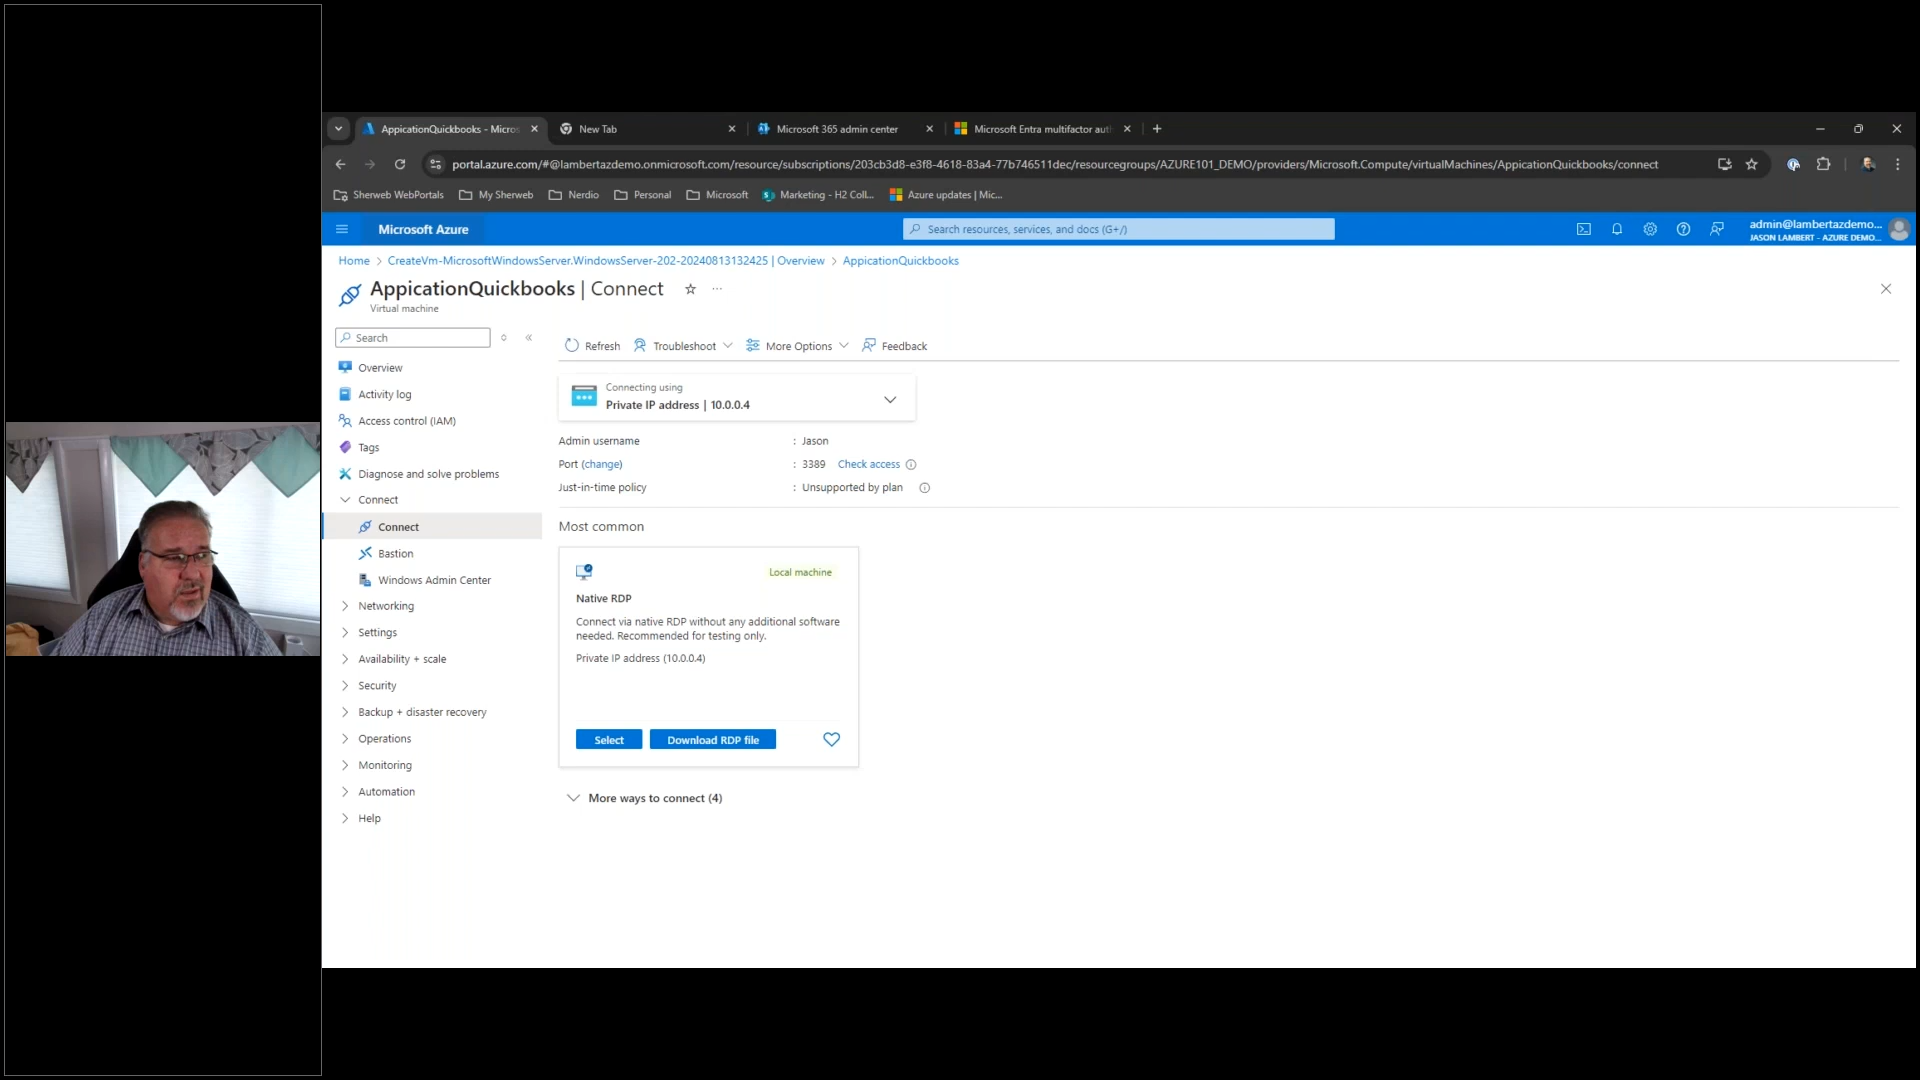 AppicationQuickbooks - Micros
New Tab
Microsoft 365 admin center
Microsoft Entra multifactor aut
portal.azure.com/#@lambertazdemo.onmicrosoft.com/resource/subscriptions/203cb3d8-e3f8-4618-83a4-77b746511dec/resourcegroups/AZURE101_DEMO/providers/Microsoft.Compute/virtualMachines/AppicationQuickbooks/connect
Sherweb WebPortals My Sherweb Nerdio Personal Microsoft Marketing - H2 Coll... Azure updates | Mic...
Microsoft Azure
Search resources, services, and docs (G+/)
admin@lambertazdemo...
JASON LAMBERT - AZURE DEMO...
Home > CreateVm-MicrosoftWindowsServer.WindowsServer-202-20240813132425 | Overview > AppicationQuickbooks
AppicationQuickbooks | Connect
Virtual machine
Search
Overview
Activity log
Access control (IAM)
Tags
Diagnose and solve problems
Connect
Connect
Bastion
Windows Admin Center
Networking
Settings
Availability + scale
Security
Backup + disaster recovery
Operations
Monitoring
Automation
Help
Refresh Troubleshoot More Options Feedback
Connecting using
Private IP address | 10.0.0.4
Admin username : Jason
Port (change) : 3389 Check access
Just-in-time policy : Unsupported by plan
Most common
Local machine
Native RDP
Connect via native RDP without any additional software
needed. Recommended for testing only.
Private IP address (10.0.0.4)
Select Download RDP file
More ways to connect (4)